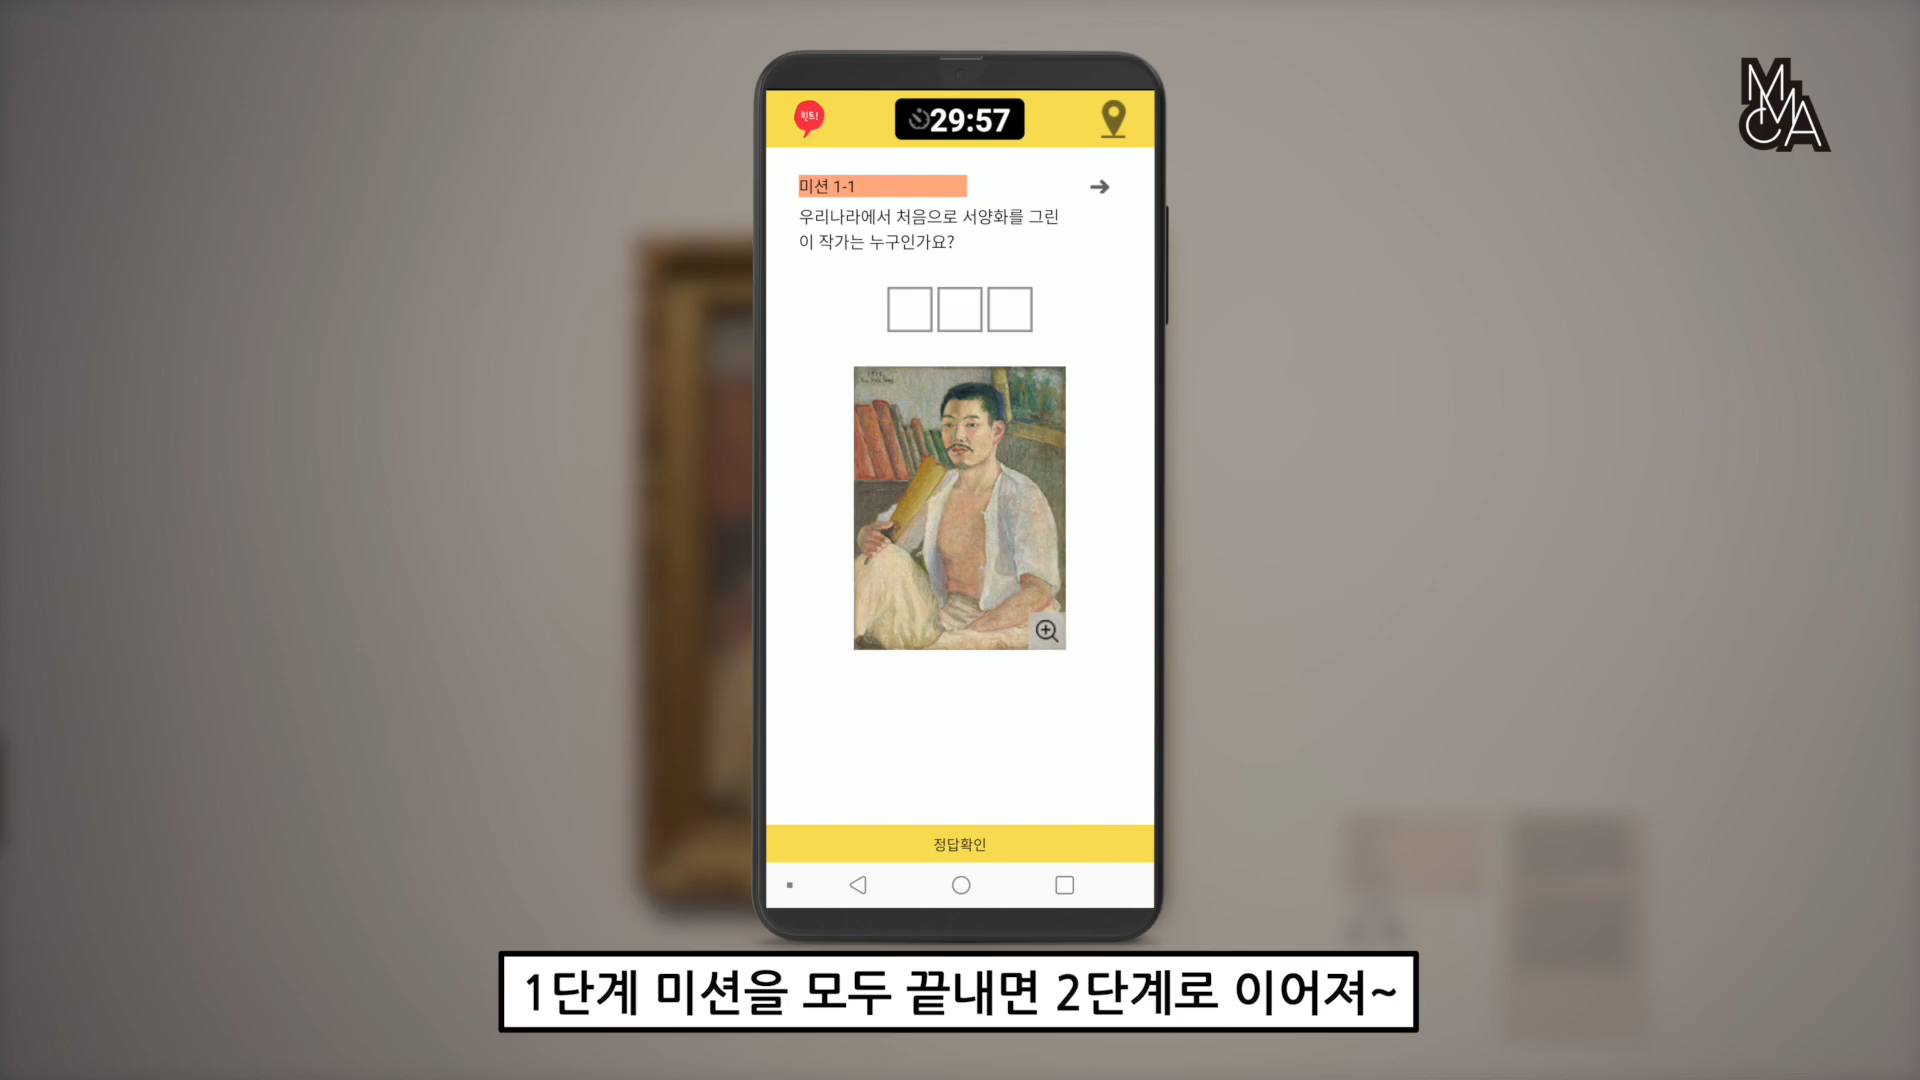 MMCA
힌트!
29:57
미션 1-1
우리나라에서 처음으로 서양화를 그린
이 작가는 누구인가요?
정답확인
1단계 미션을 모두 끝내면 2단계로 이어져~